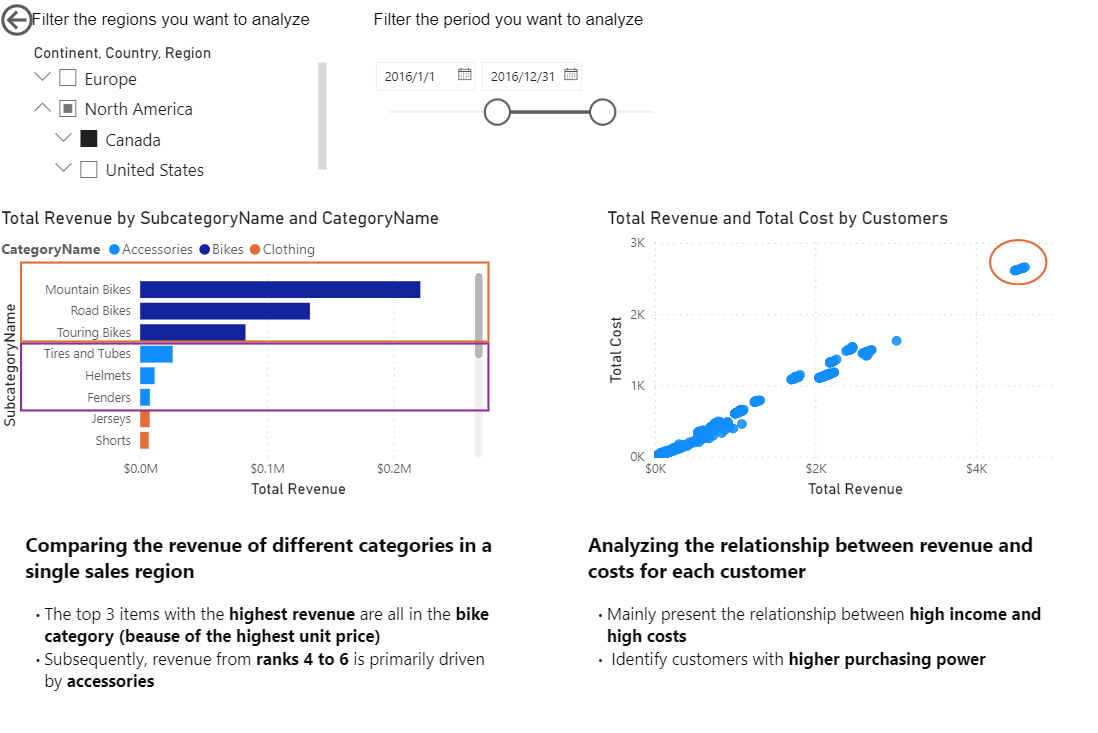 Filter the regions you want to analyze
Filter the period you want to analyze
Continent, Country, Region
Europe
North America
Canada
United States
2016/1/1
2016/12/31
Total Revenue by SubcategoryName and CategoryName
CategoryName Accessories Bikes Clothing
SubcategoryName
Mountain Bikes
Road Bikes
Touring Bikes
Tires and Tubes
Helmets
Fenders
Jerseys
Shorts
$0.0M $0.1M $0.2M
Total Revenue
Total Revenue and Total Cost by Customers
Total Cost
3K
2K
1K
0K
$0K $2K $4K
Total Revenue
Comparing the revenue of different categories in a
single sales region
• The top 3 items with the highest revenue are all in the bike
category (beause of the highest unit price)
• Subsequently, revenue from ranks 4 to 6 is primarily driven
by accessories
Analyzing the relationship between revenue and
costs for each customer
• Mainly present the relationship between high income and
high costs
• Identify customers with higher purchasing power